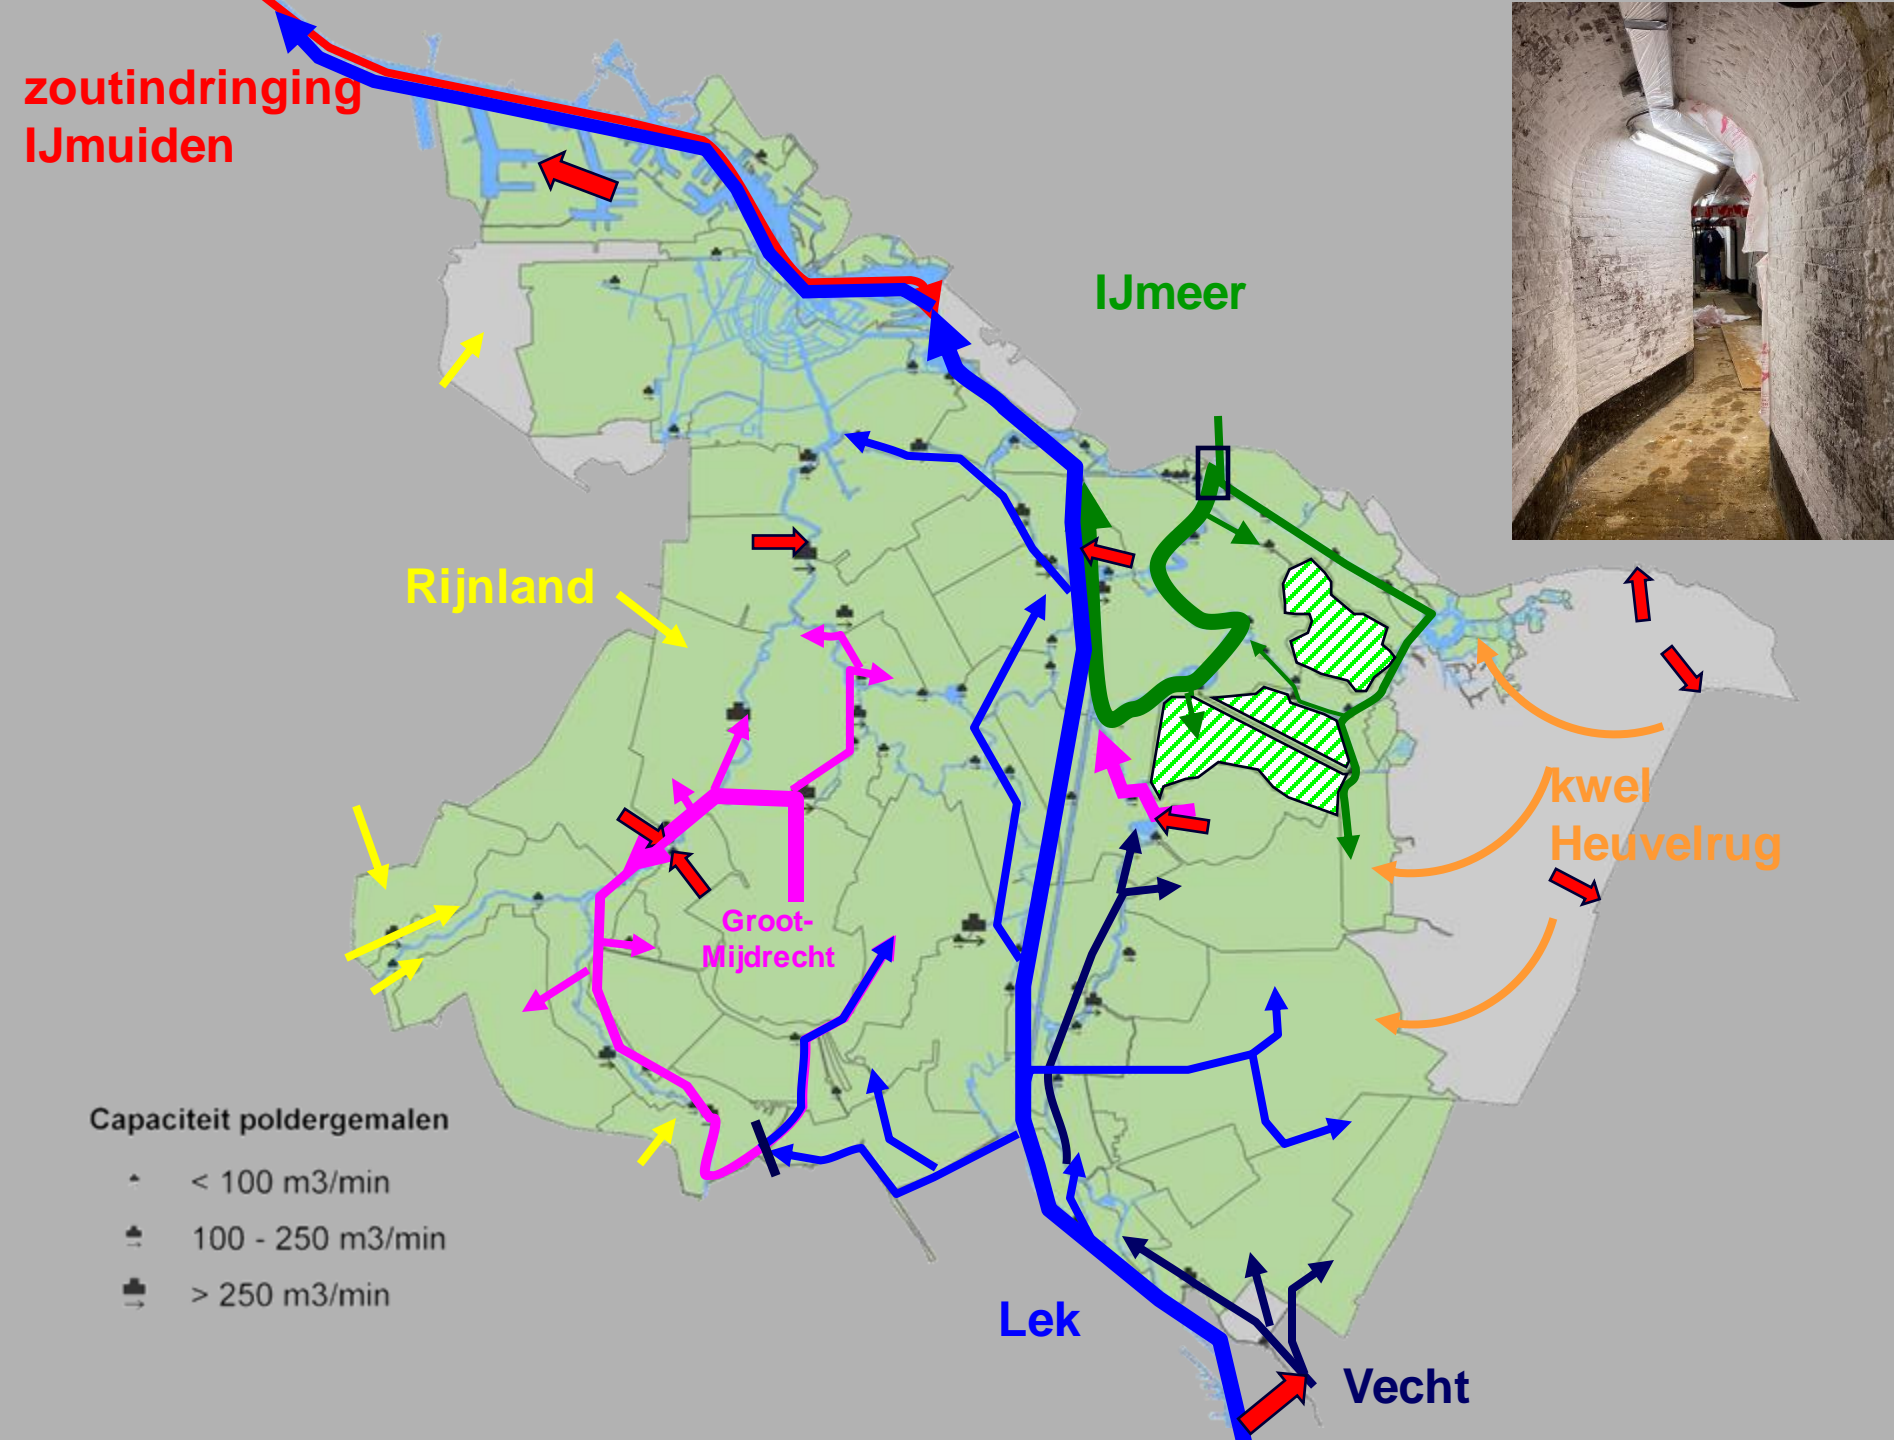 zoutindringing
IJmuiden
IJmeer
Rijnland
kwel
Heuvelrug
Groot-
Mijdrecht
Capaciteit poldergemalen
< 100 m3/min
100 - 250 m3/min
> 250 m3/min
Lek
Vecht